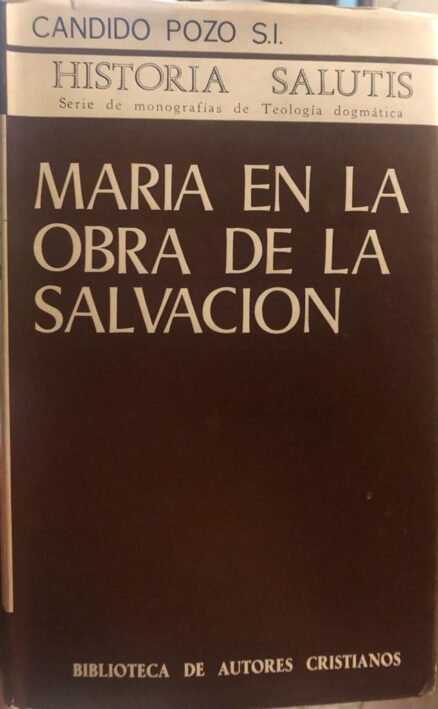 CANDIDO POZO S.I.
HISTORIA SALUTIS
Serie de monografías de Teología dogmática
MARIA EN LA
OBRA DE LA
SALVACION
BIBLIOTECA DE AUTORES CRISTIANOS